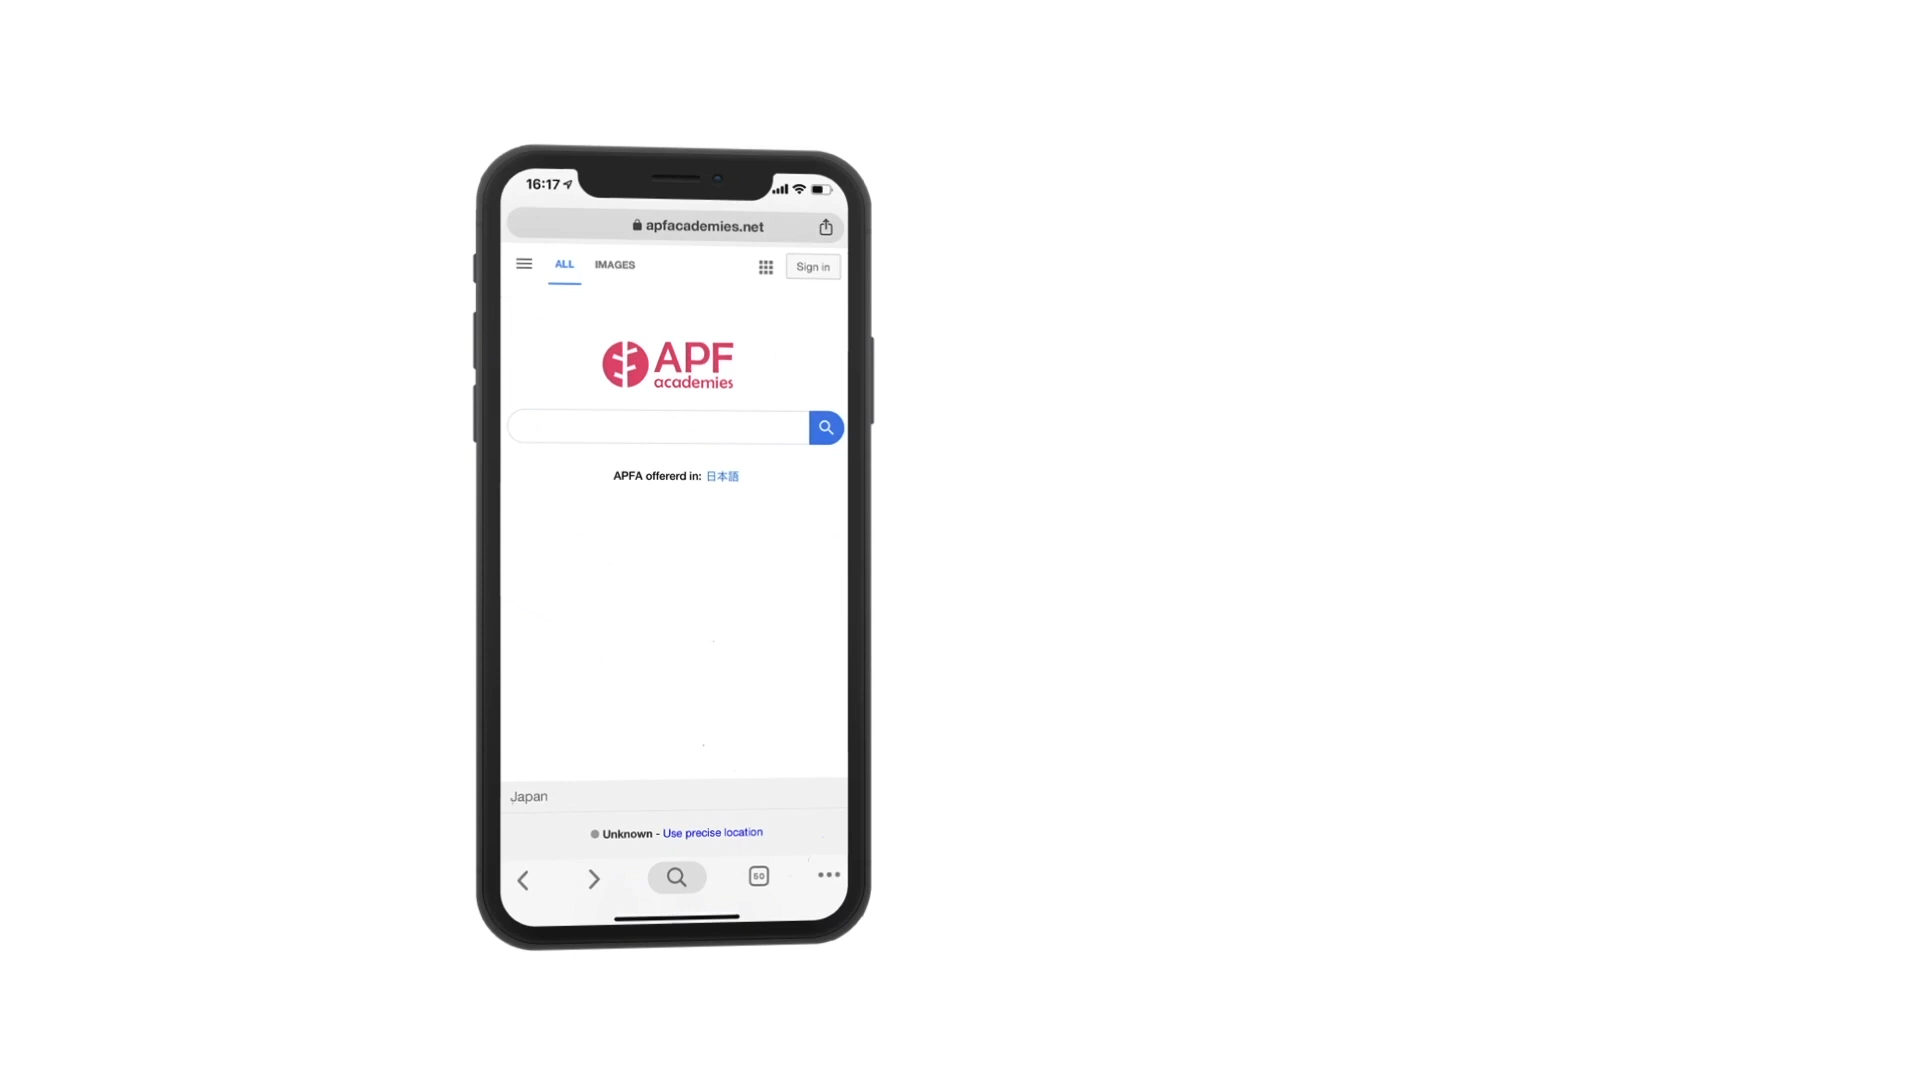 16:17
apfacademies.net
ALL IMAGES Sign in
APF
academies
APFA offererd in: 日本語
Japan
Unknown - Use precise location
50